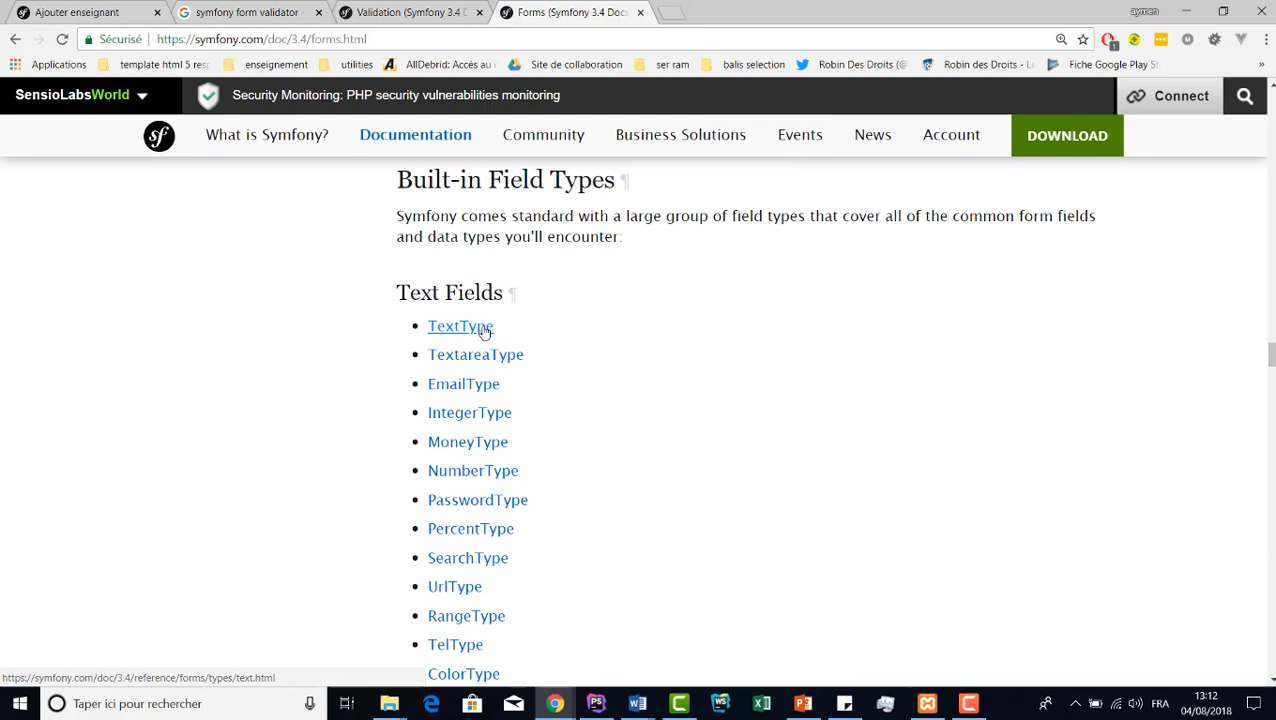 Ajouter enseignant
symfony form validator
Validation (Symfony 3.4 D
Forms (Symfony 3.4 Docs
aymen
Sécurisé
https://symfony.com/doc/3.4/forms.html
1
Applications
template html 5 resp
enseignement
utilities
AllDebrid: Accès au c
Site de collaboration
ser ram
balis selection
Robin Des Droits (@
Robin des Droits - Le
Fiche Google Play St
»
SensioLabsWorld
Security Monitoring: PHP security vulnerabilities monitoring
Connect
sf
What is Symfony?
Documentation
Community
Business Solutions
Events
News
Account
DOWNLOAD
Built-in Field Types ¶
Symfony comes standard with a large group of field types that cover all of the common form fields
and data types you'll encounter:
Text Fields ¶
• TextType
• TextareaType
• EmailType
• IntegerType
• MoneyType
• NumberType
• PasswordType
• PercentType
• SearchType
• UrlType
• RangeType
• TelType
ColorType
https://symfony.com/doc/3.4/reference/forms/types/text.html
Taper ici pour rechercher
FRA
13:12
04/08/2018